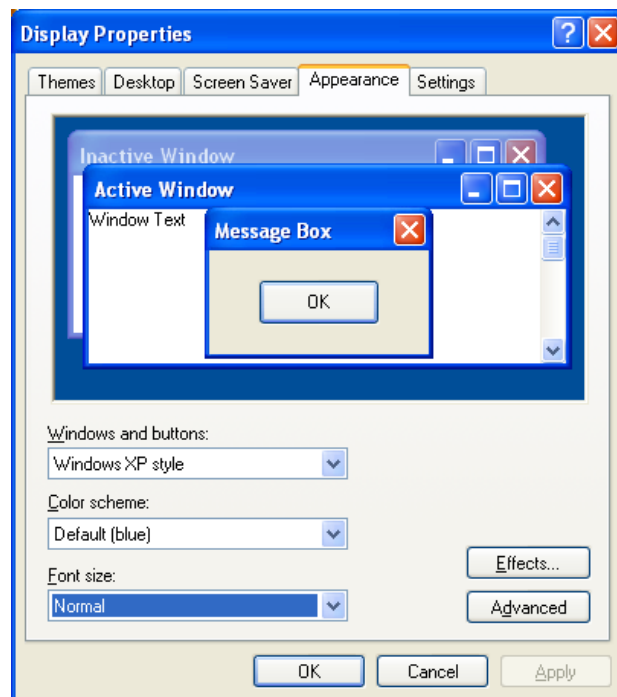 Display Properties
Themes Desktop Screen Saver Appearance Settings
Inactive Window
Active Window
Window Text
Message Box
OK
Windows and buttons:
Windows XP style
Color scheme:
Default (blue)
Font size:
Normal
Effects...
Advanced
OK Cancel Apply